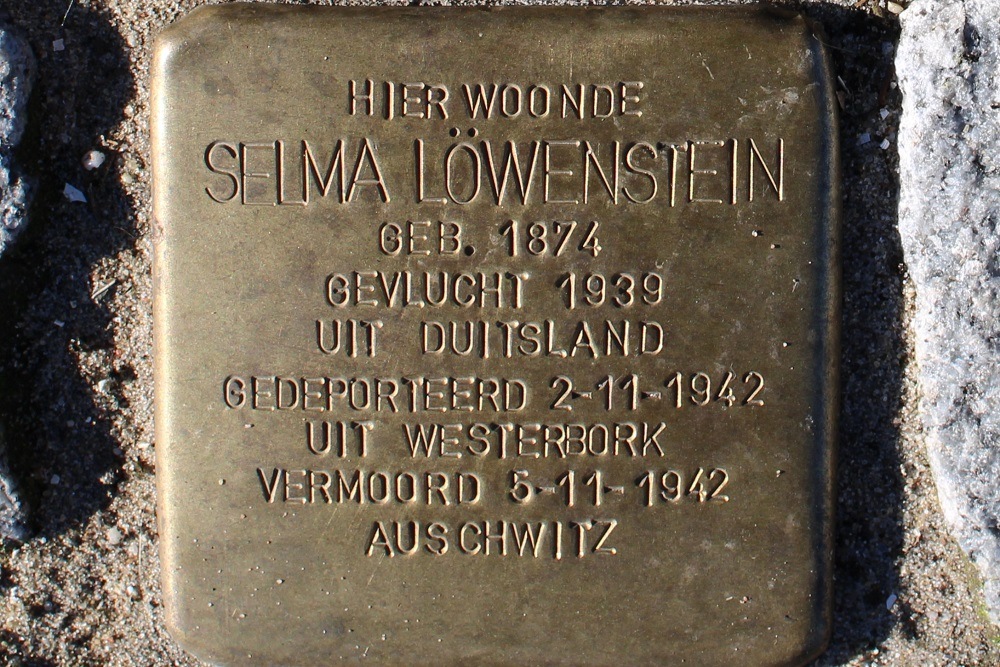 HIER WOONDE
SELMA LÖWENSTEIN
GEB. 1874
GEVLUCHT 1939
UIT DUITSLAND
GEDEPORTEERD 2-11-1942
UIT WESTERBORK
VERMOORD 5-11-1942
AUSCHWITZ